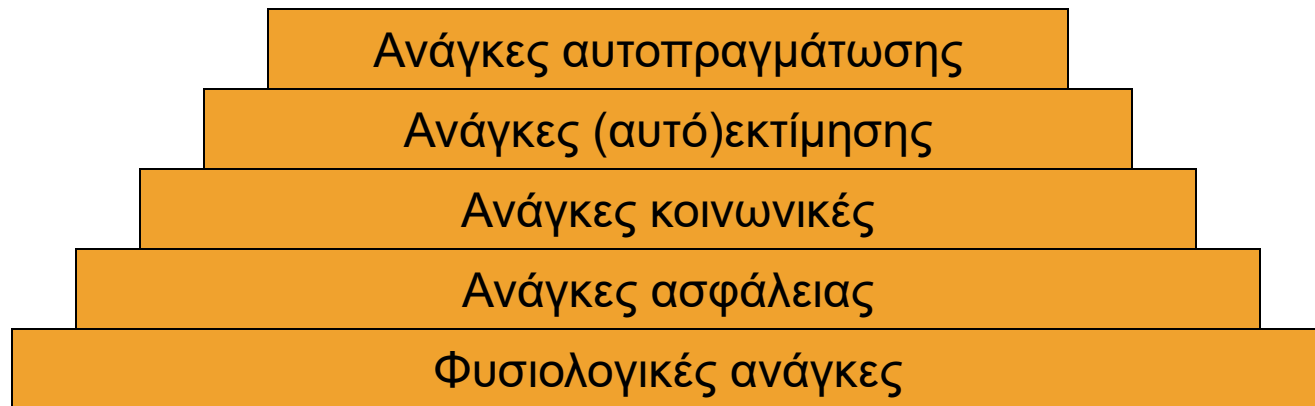 Ανάγκες αυτοπραγμάτωσης
Ανάγκες (αυτό)εκτίμησης
Ανάγκες κοινωνικές
Ανάγκες ασφάλειας
Φυσιολογικές ανάγκες